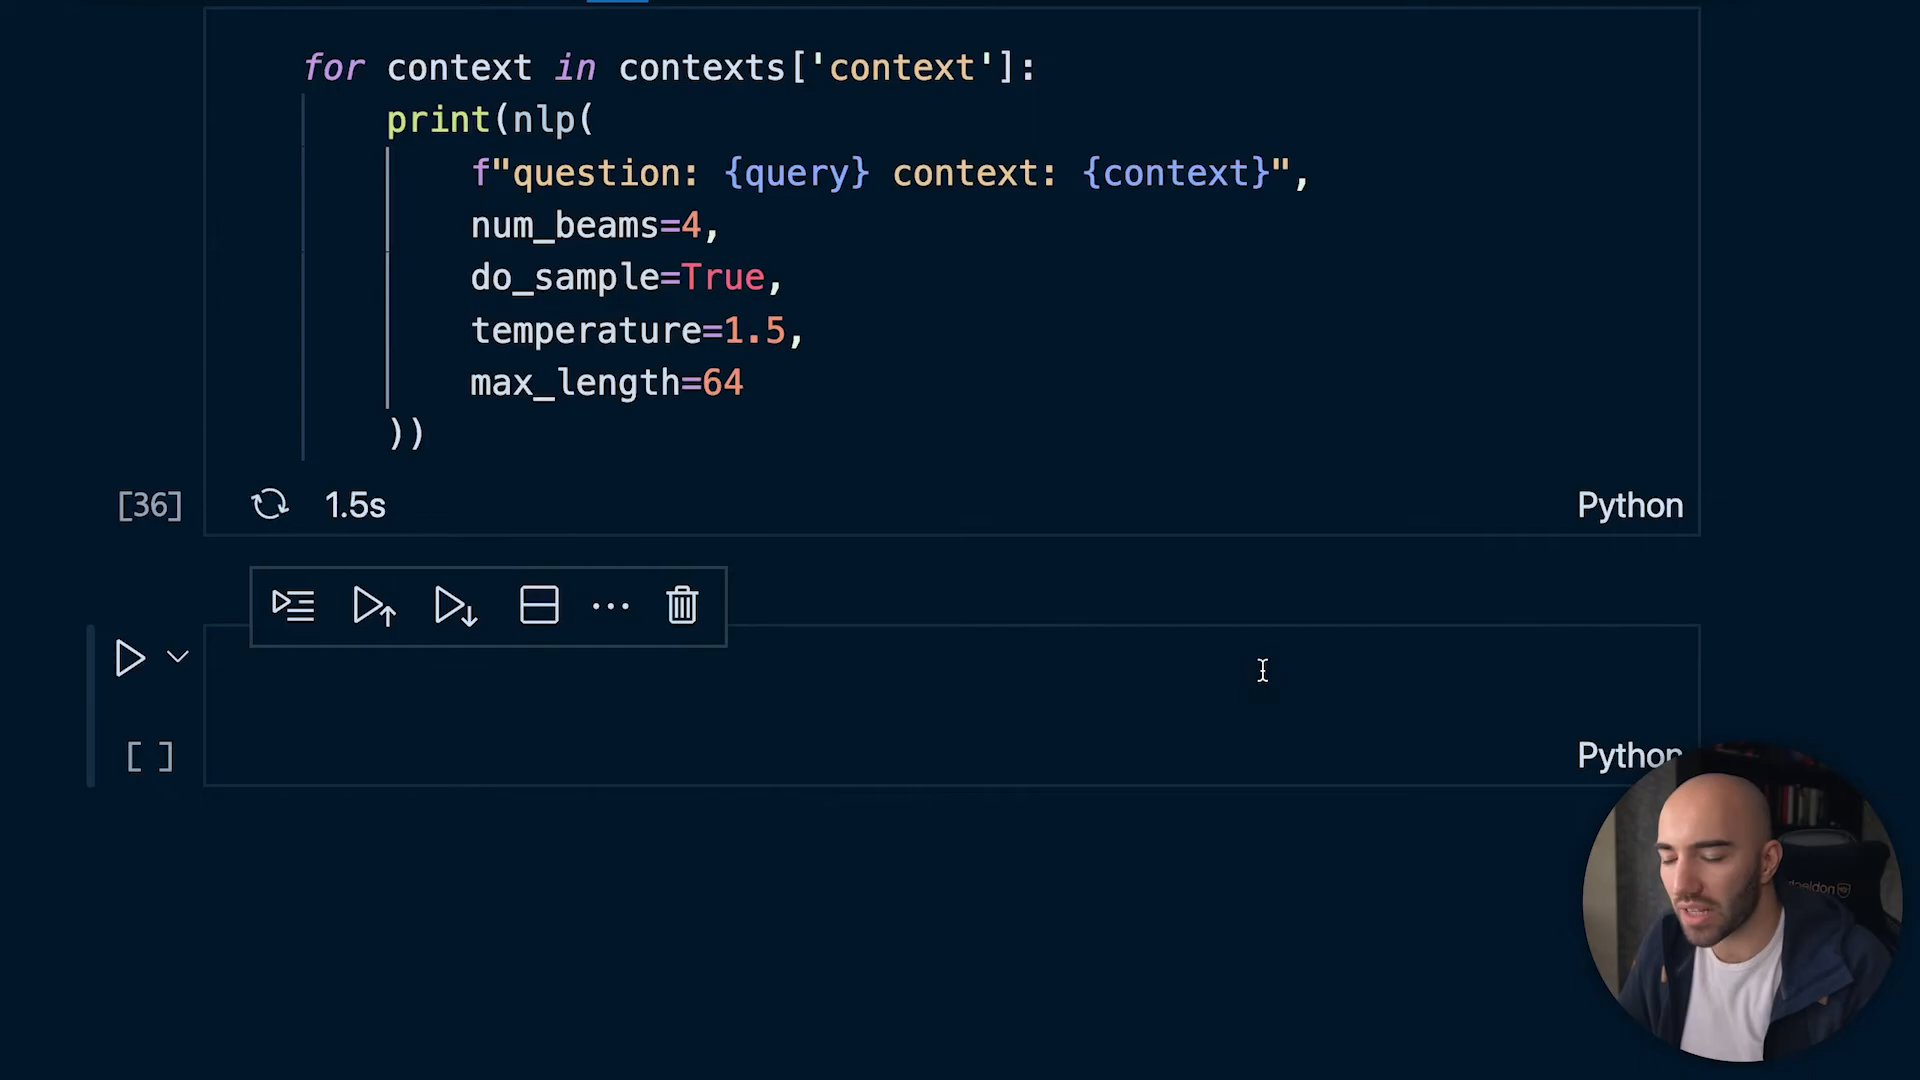 for context in contexts['context']:
print(nlp(
f"question: {query} context: {context}",
num_beams=4,
do_sample=True,
temperature=1.5,
max_length=64
))
[36] 1.5s Python
[ ] Python